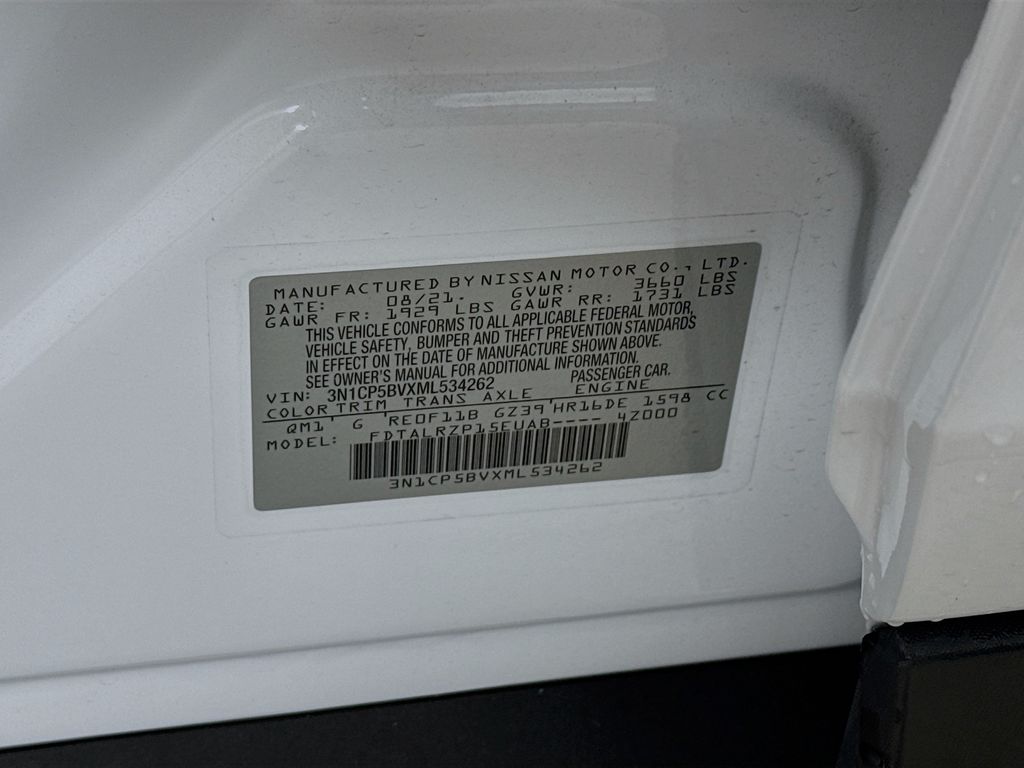 MANUFACTURED BY NISSAN MOTOR CO., LTD.
DATE: 08/21. GVWR: 3660 LBS
GAWR FR: 1929 LBS GAWR RR: 1731 LBS
THIS VEHICLE CONFORMS TO ALL APPLICABLE FEDERAL MOTOR,
VEHICLE SAFETY, BUMPER AND THEFT PREVENTION STANDARDS
IN EFFECT ON THE DATE OF MANUFACTURE SHOWN ABOVE.
SEE OWNER'S MANUAL FOR ADDITIONAL INFORMATION.
VIN: 3N1CP5BVXML534262 PASSENGER CAR.
COLOR TRIM TRANS AXLE ENGINE
QM1 G RE0F11B GZ39 HR16DE 1598 CC
MODEL: FDTALRZP15EUAB---- 4Z000
3N1CP5BVXML534262